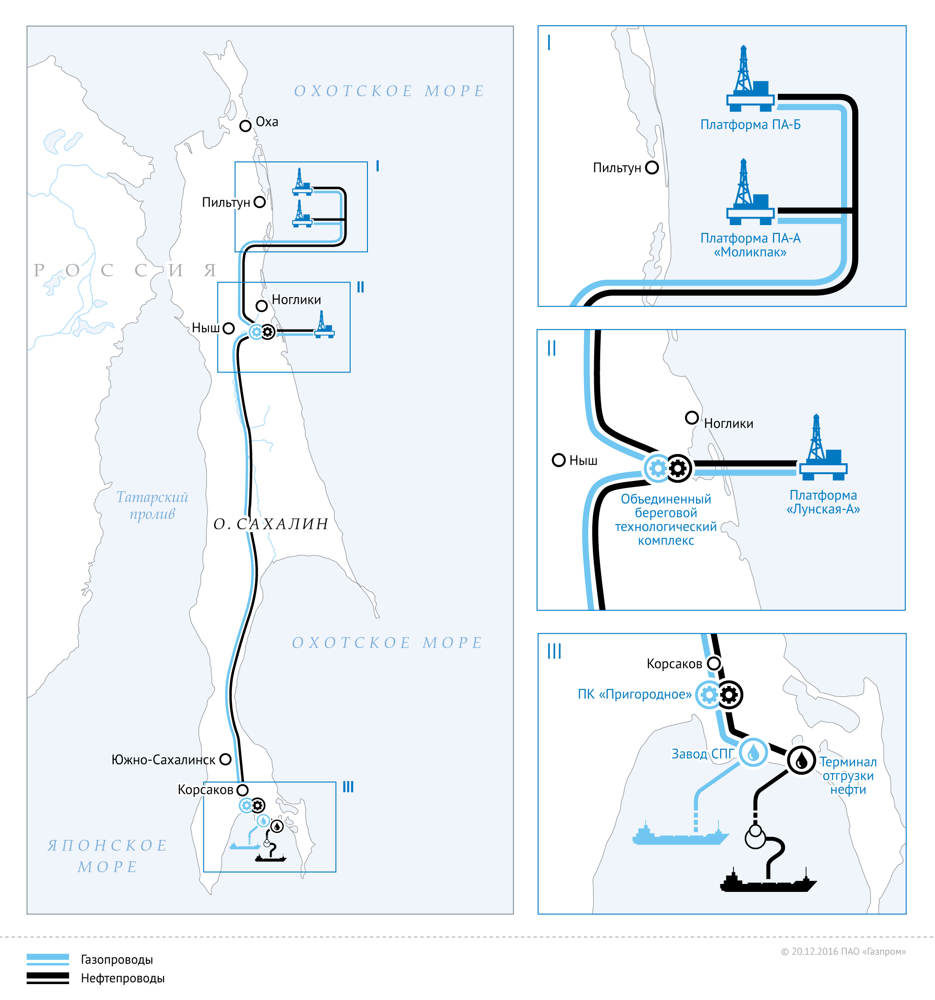 ОХОТСКОЕ МОРЕ
Оха
I
Пильтун
РОССИЯ
II
Ноглики
Ныш
Татарский
пролив
О. САХАЛИН
ОХОТСКОЕ МОРЕ
Южно-Сахалинск
Корсаков
III
ЯПОНСКОЕ
МОРЕ
I
Платформа ПА-Б
Пильтун
Платформа ПА-А
«Моликпак»
II
Ноглики
Ныш
Платформа
«Лунская-А»
Объединенный
береговой
технологический
комплекс
III
Корсаков
ПК «Пригородное»
Завод СПГ
Терминал
отгрузки
нефти
Газопроводы
Нефтепроводы
© 20.12.2016 ПАО «Газпром»